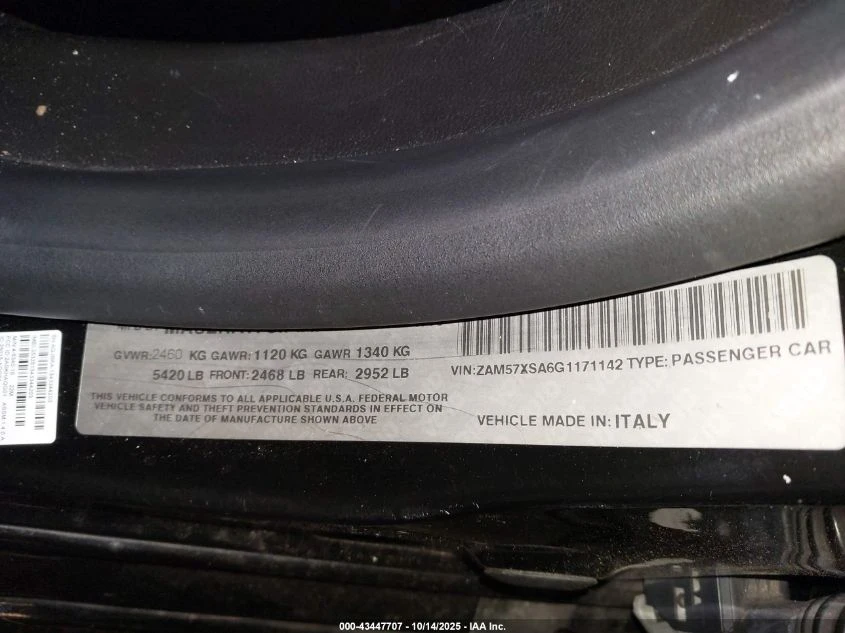 GVWR:2460 KG GAWR:1120 KG GAWR 1340 KG
5420 LB FRONT:2468 LB REAR: 2952 LB
THIS VEHICLE CONFORMS TO ALL APPLICABLE U.S.A. FEDERAL MOTOR
VEHICLE SAFETY AND THEFT PREVENTION STANDARDS IN EFFECT ON
THE DATE OF MANUFACTURE SHOWN ABOVE
VIN:ZAM57XSA6G1171142 TYPE: PASSENGER CAR
VEHICLE MADE IN: ITALY
000-43447707 - 10/14/2025 - IAA Inc.